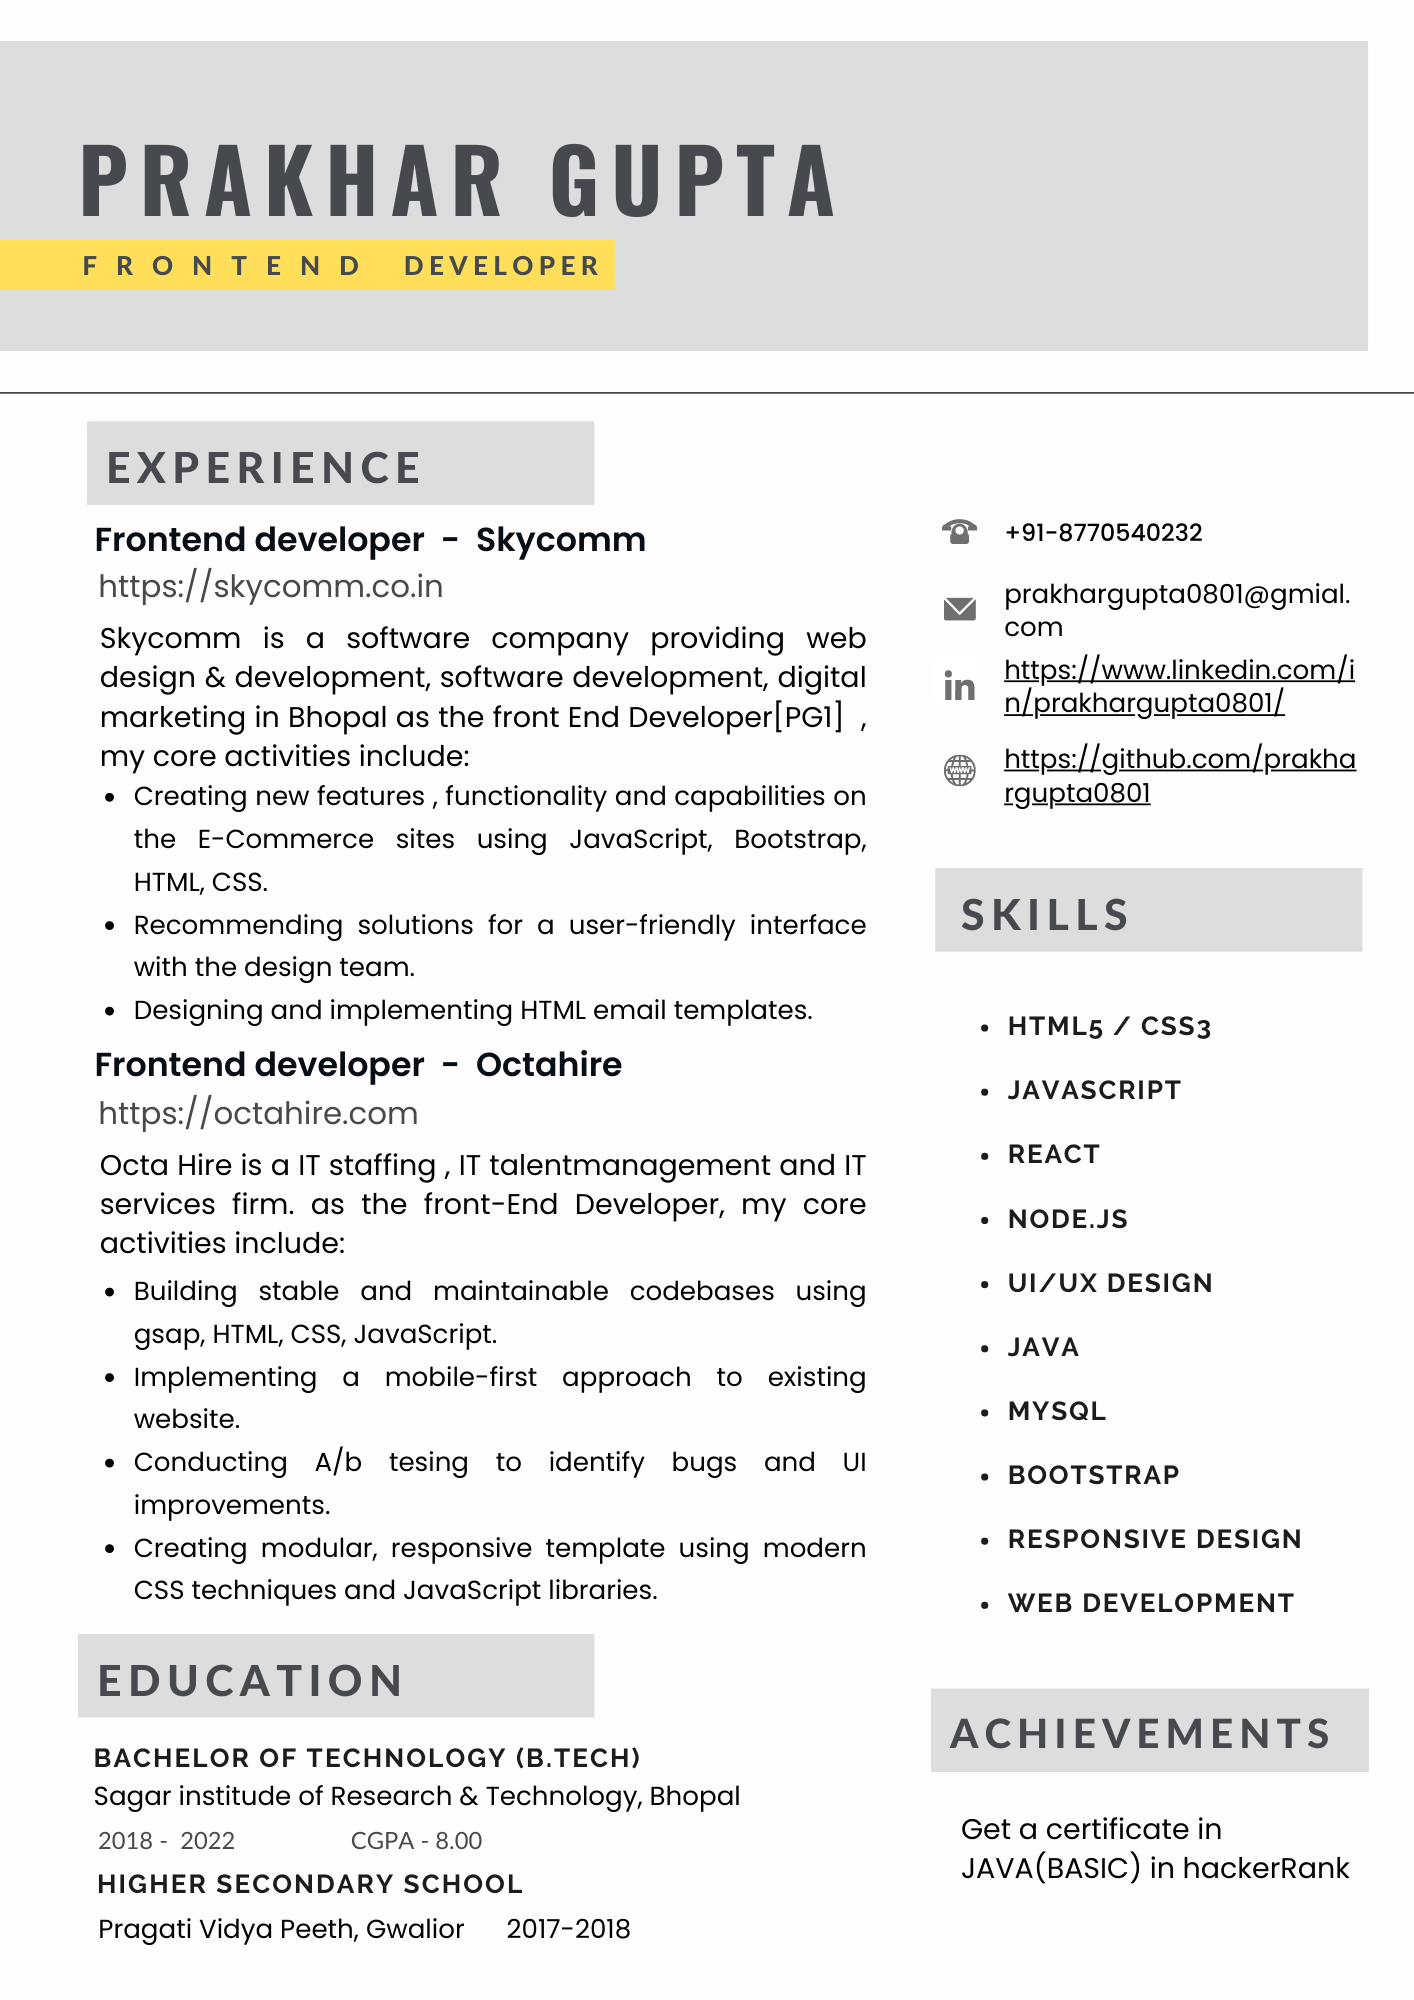 PRAKHAR GUPTA
FRONTEND DEVELOPER
EXPERIENCE
Frontend developer - Skycomm
https://skycomm.co.in
Skycomm is a software company providing web
design & development, software development, digital
marketing in Bhopal as the front End Developer[PG1] ,
my core activities include:
• Creating new features , functionality and capabilities on
the E-Commerce sites using JavaScript, Bootstrap,
HTML, CSS.
• Recommending solutions for a user-friendly interface
with the design team.
• Designing and implementing HTML email templates.
Frontend developer - Octahire
https://octahire.com
Octa Hire is a IT staffing , IT talentmanagement and IT
services firm. as the front-End Developer, my core
activities include:
• Building stable and maintainable codebases using
gsap, HTML, CSS, JavaScript.
• Implementing a mobile-first approach to existing
website.
• Conducting A/b tesing to identify bugs and UI
improvements.
• Creating modular, responsive template using modern
CSS techniques and JavaScript libraries.
EDUCATION
BACHELOR OF TECHNOLOGY (B.TECH)
Sagar institude of Research & Technology, Bhopal
2018 - 2022 CGPA - 8.00
HIGHER SECONDARY SCHOOL
Pragati Vidya Peeth, Gwalior 2017-2018
+91-8770540232
prakhargupta0801@gmial.
com
in
https://www.linkedin.com/i
n/prakhargupta0801/
www
https://github.com/prakha
rgupta0801
SKILLS
• HTML5 / CSS3
• JAVASCRIPT
• REACT
• NODE.JS
• UI/UX DESIGN
• JAVA
• MYSQL
• BOOTSTRAP
• RESPONSIVE DESIGN
• WEB DEVELOPMENT
ACHIEVEMENTS
Get a certificate in
JAVA(BASIC) in hackerRank